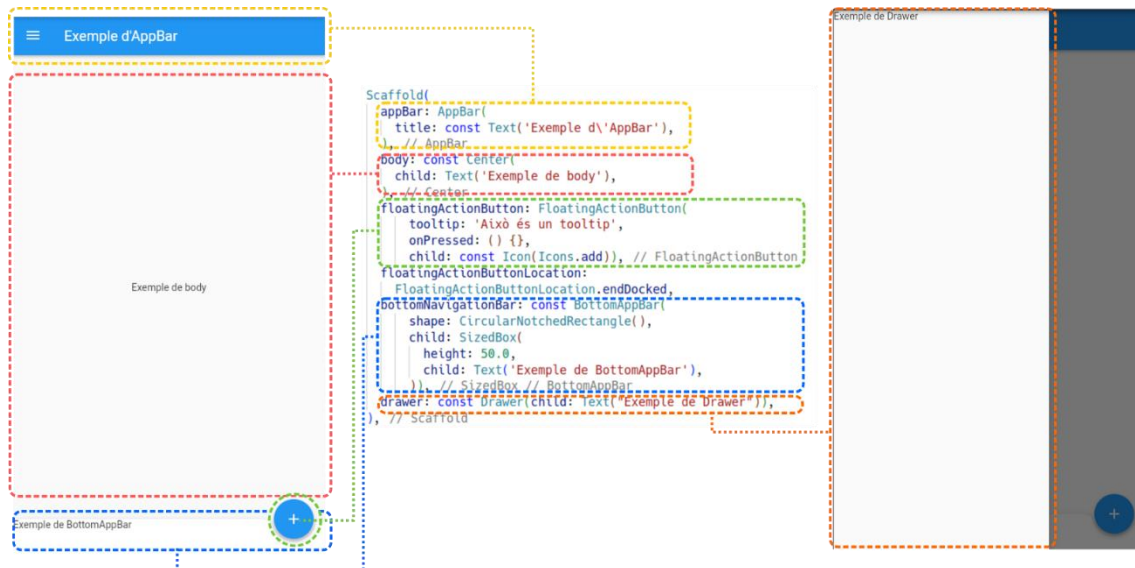 Exemple d'AppBar
Exemple de body
Exemple de BottomAppBar
Scaffold(
appBar: AppBar(
title: const Text('Exemple d\'AppBar'),
), // AppBar
body: const Center(
child: Text('Exemple de body'),
), // Center
floatingActionButton: FloatingActionButton(
tooltip: 'Això és un tooltip',
onPressed: () {},
child: const Icon(Icons.add)), // FloatingActionButton
floatingActionButtonLocation:
FloatingActionButtonLocation.endDocked,
bottomNavigationBar: const BottomAppBar(
shape: CircularNotchedRectangle(),
child: SizedBox(
height: 50.0,
child: Text('Exemple de BottomAppBar'),
)), // SizedBox // BottomAppBar
drawer: const Drawer(child: Text("Exemple de Drawer")),
), // Scaffold
Exemple de Drawer